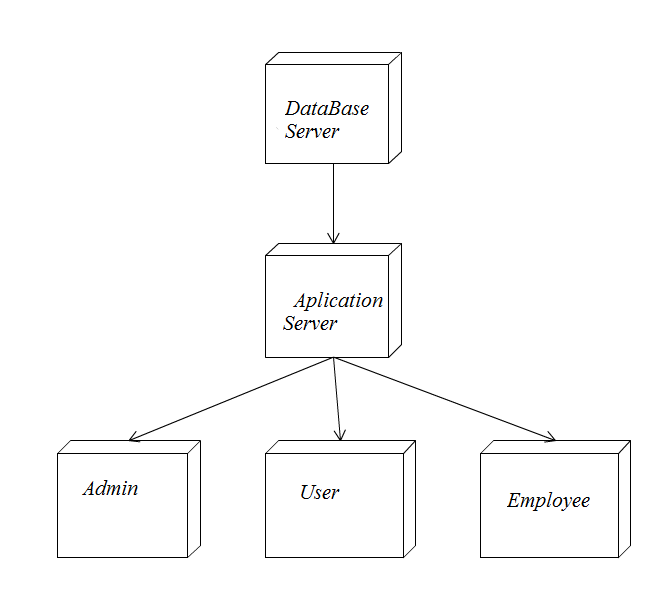 DataBase
Server
Aplication
Server
Admin
User
Employee